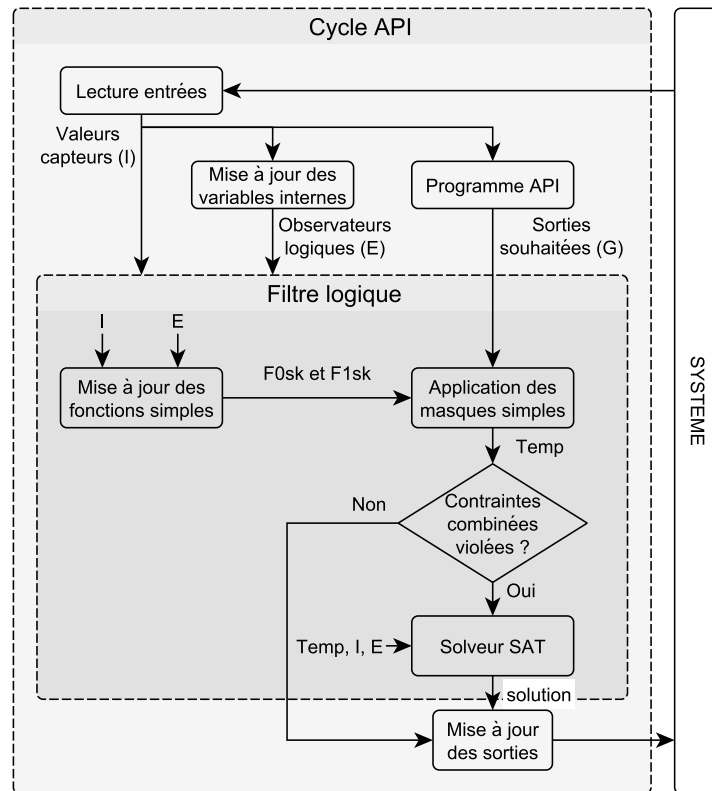 Cycle API
Lecture entrées
Valeurs
capteurs (I)
Mise à jour des
variables internes
Programme API
Observateurs
logiques (E)
Sorties
souhaitées (G)
Filtre logique
I
E
Mise à jour des
fonctions simples
F0sk et F1sk
Application des
masques simples
Temp
Non
Contraintes
combinées
violées ?
Oui
Temp, I, E
Solveur SAT
solution
Mise à jour
des sorties
SYSTEME